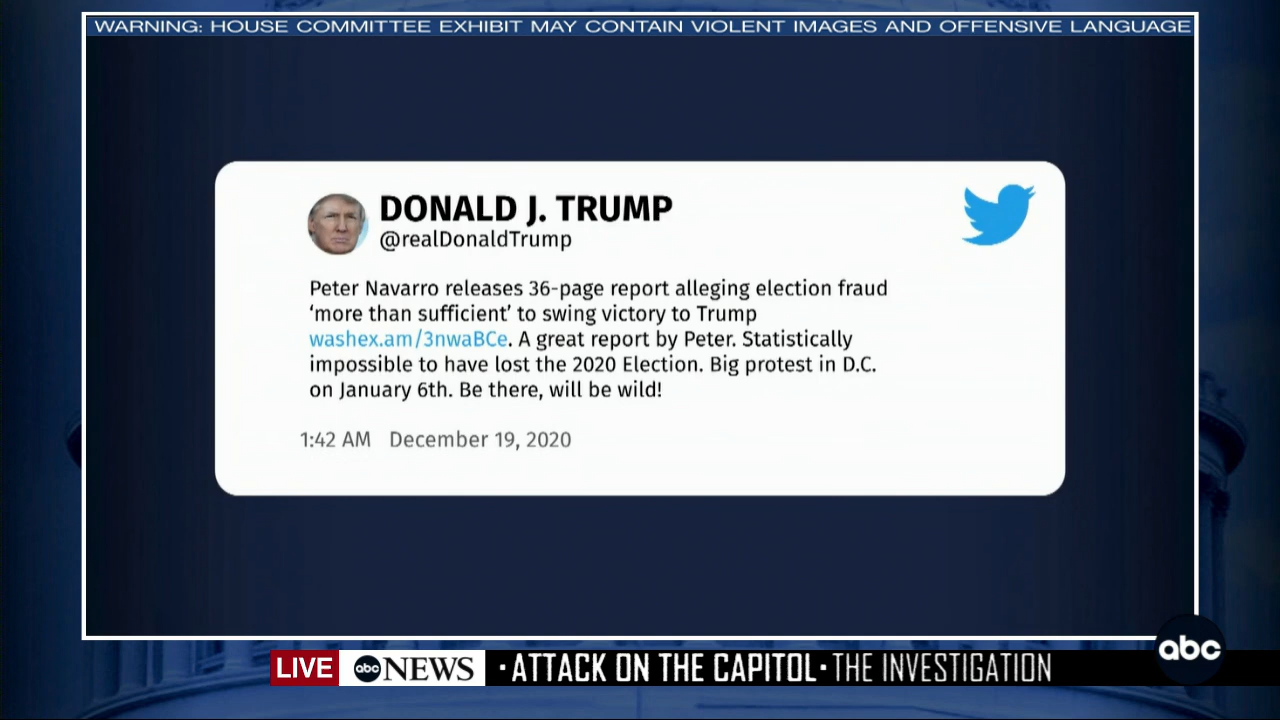 WARNING: HOUSE COMMITTEE EXHIBIT MAY CONTAIN VIOLENT IMAGES AND OFFENSIVE LANGUAGE
DONALD J. TRUMP
@realDonaldTrump
Peter Navarro releases 36-page report alleging election fraud
‘more than sufficient’ to swing victory to Trump
washex.am/3nwaBCe. A great report by Peter. Statistically
impossible to have lost the 2020 Election. Big protest in D.C.
on January 6th. Be there, will be wild!
1:42 AM December 19, 2020
abc
LIVE abc NEWS · ATTACK ON THE CAPITOL · THE INVESTIGATION